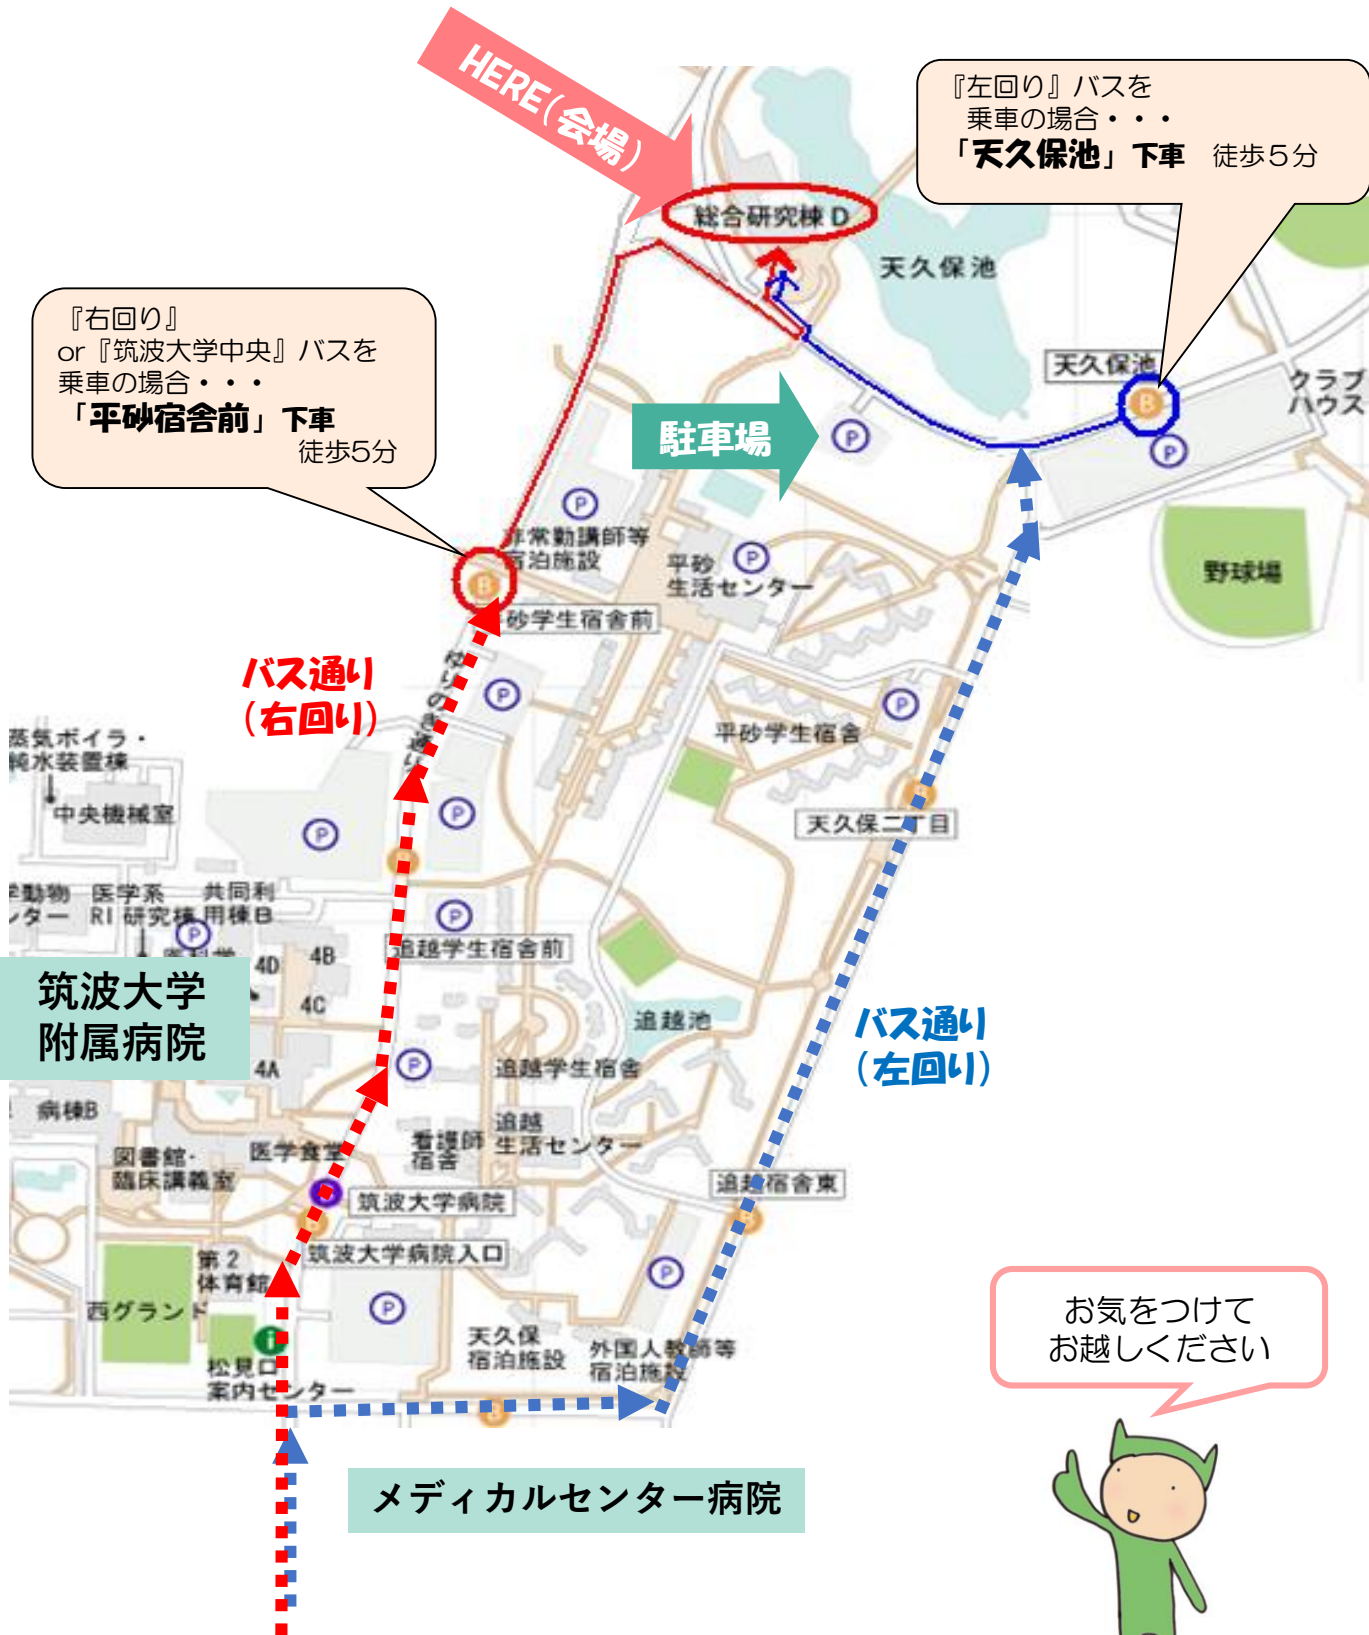 HERE(会場)
『左回り』バスを
乗車の場合・・・
「天久保池」下車 徒歩5分
総合研究棟D
天久保池
『右回り』
or『筑波大学中央』バスを
乗車の場合・・・
「平砂宿舎前」下車
徒歩5分
天久保池
B
クラブ
ハウス
駐車場
P
P
P
非常勤講師等
宿泊施設
平砂
生活センター
P
野球場
B
砂学生宿舎前
バス通り
(右回り)
ゆりのき通り
P
P
平砂学生宿舎
蒸気ボイラ・
純水装置棟
中央機械室
P
P
天久保二丁目
動物
ター
医学系
RI研究棟
共同利
用棟B
P
P
追越学生宿舎前
4D
4B
4C
筑波大学
附属病院
追越池
バス通り
(左回り)
4A
P
追越学生宿舎
病棟B
医学食堂
看護師
宿舎
追越
生活センター
図書館・
臨床講義室
追越宿舎東
筑波大学病院
筑波大学病院入口
第2
体育館
P
P
西グランド
i
松見口
案内センター
天久保
宿泊施設
外国人教師等
宿泊施設
B
お気をつけて
お越しください
メディカルセンター病院